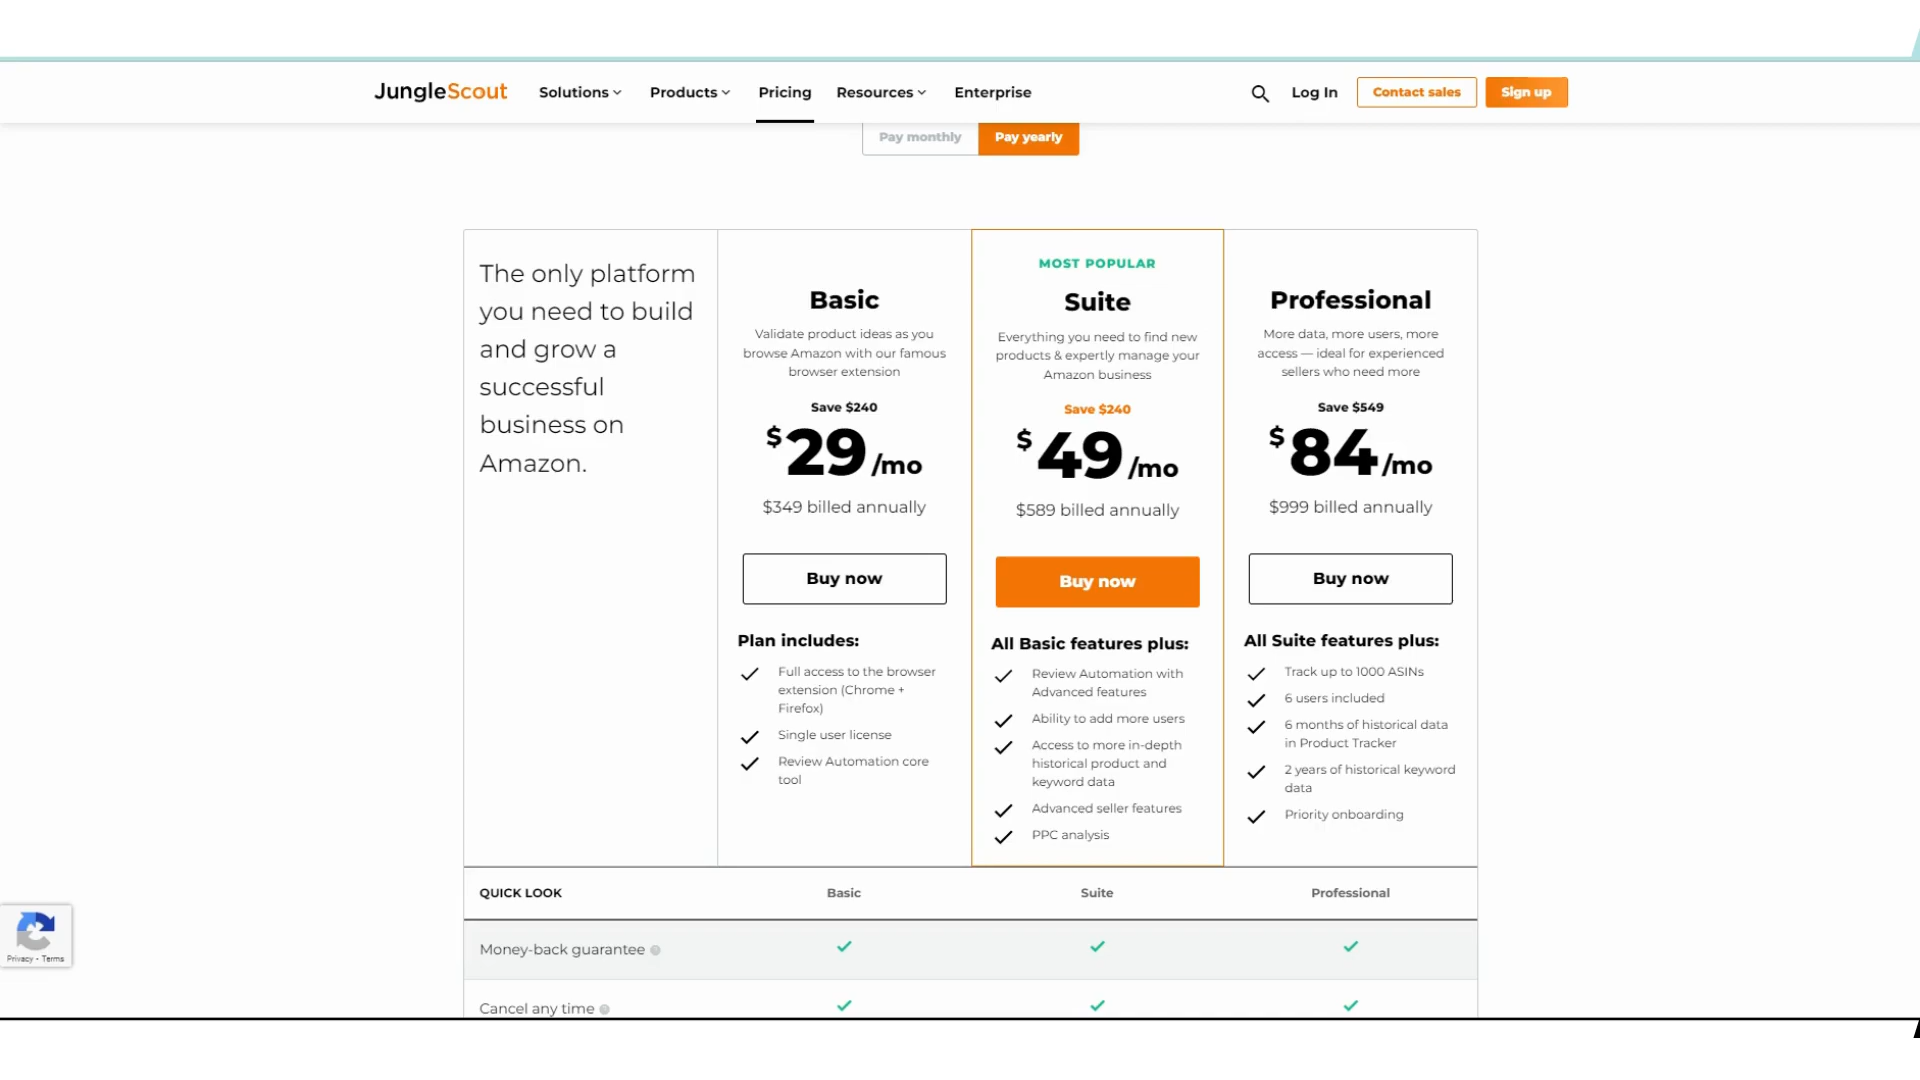 JungleScout
Solutions
Products
Pricing
Resources
Enterprise
Log In
Contact sales
Sign up
Pay monthly
Pay yearly
The only platform
you need to build
and grow a
successful
business on
Amazon.
Basic
Validate product ideas as you
browse Amazon with our famous
browser extension
Save $240
$29/mo
$349 billed annually
Buy now
Plan includes:
Full access to the browser
extension (Chrome +
Firefox)
Single user license
Review Automation core
tool
MOST POPULAR
Suite
Everything you need to find new
products & expertly manage your
Amazon business
Save $240
$49/mo
$589 billed annually
Buy now
All Basic features plus:
Review Automation with
Advanced features
Ability to add more users
Access to more in-depth
historical product and
keyword data
Advanced seller features
PPC analysis
Professional
More data, more users, more
access — ideal for experienced
sellers who need more
Save $549
$84/mo
$999 billed annually
Buy now
All Suite features plus:
Track up to 1000 ASINs
6 users included
6 months of historical data
in Product Tracker
2 years of historical keyword
data
Priority onboarding
QUICK LOOK
Basic
Suite
Professional
Money-back guarantee
Cancel any time
Privacy - Terms